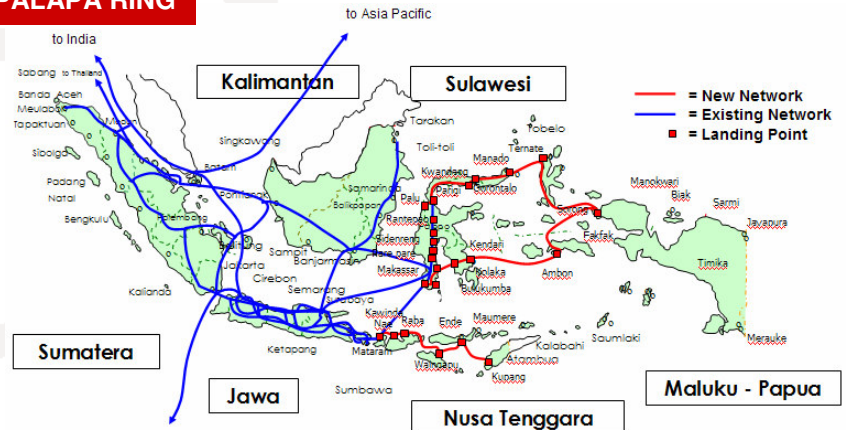 PALAPA RING
to Asia Pacific
to India
Sabang
to Thailand
Banda Aceh
Meulaboh
Tapaktuan
Medan
Sibolga
Padang
Natal
Bengkulu
Kalianda
Batam
Pontianak
Palembang
Belitung
Jakarta
Cirebon
Semarang
Surabaya
Ketapang
Kalimantan
Sulawesi
Singkawang
Tarakan
Toli-toli
Samarinda
Balikpapan
Sampit
Banjarmasin
Kwandang
Manado
Ternate
Tobelo
Gorontalo
Parigi
Palu
Rantepao
Sidenreng
Pare pare
Makassar
Kendari
Kolaka
Bulukumba
Ambon
Sorong
Fakfak
Manokwari
Biak
Sarmi
Jayapura
Timika
Merauke
Saumlaki
Kalabahi
Atambua
Kupang
Waingapu
Maumere
Ende
Raba
Kawinda
Nae
Mataram
Sumbawa
= New Network
= Existing Network
= Landing Point
Sumatera
Jawa
Nusa Tenggara
Maluku - Papua